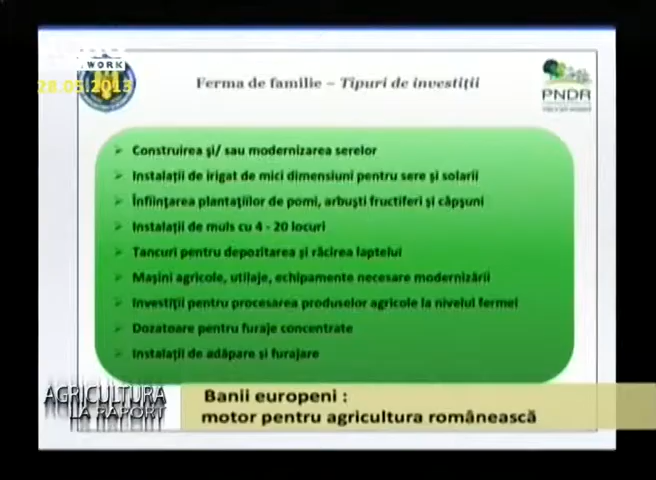 WORK
28.03.2013
Ferma de familie – Tipuri de investiții
PNDR
Construirea și/ sau modernizarea serelor
Instalații de irigat de mici dimensiuni pentru sere și solarii
Înființarea plantațiilor de pomi, arbuști fructiferi și căpșuni
Instalații de muls cu 4 - 20 locuri
Tancuri pentru depozitarea și răcirea laptelui
Mașini agricole, utilaje, echipamente necesare modernizării
Investiții pentru procesarea produselor agricole la nivelul fermei
Dozatoare pentru furaje concentrate
Instalații de adăpare și furajare
AGRICULTURA
LA RAPORT
Banii europeni :
motor pentru agricultura românească